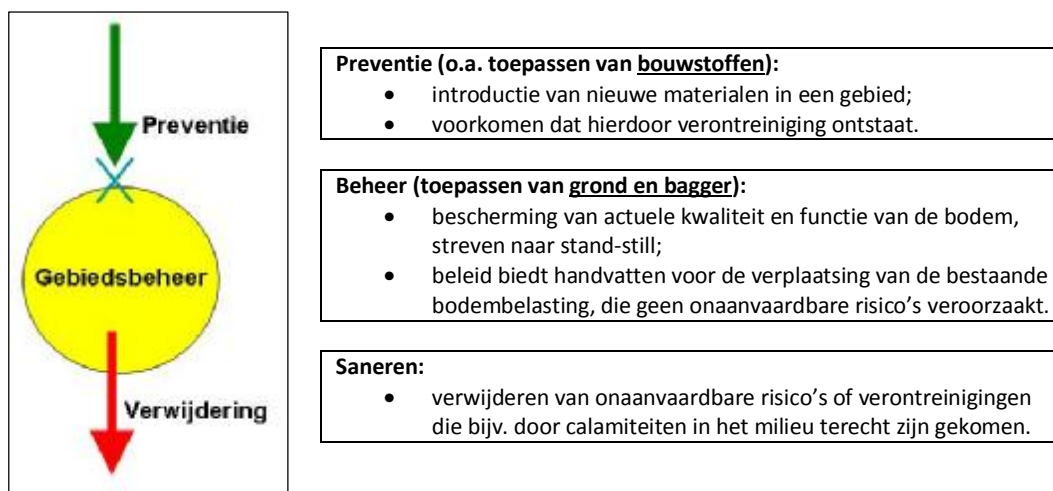 Preventie
Gebiedsbeheer
Verwijdering
Preventie (o.a. toepassen van bouwstoffen):
• introductie van nieuwe materialen in een gebied;
• voorkomen dat hierdoor verontreiniging ontstaat.
Beheer (toepassen van grond en bagger):
• bescherming van actuele kwaliteit en functie van de bodem,
streven naar stand-still;
• beleid biedt handvatten voor de verplaatsing van de bestaande
bodembelasting, die geen onaanvaardbare risico’s veroorzaakt.
Saneren:
• verwijderen van onaanvaardbare risico’s of verontreinigingen
die bijv. door calamiteiten in het milieu terecht zijn gekomen.